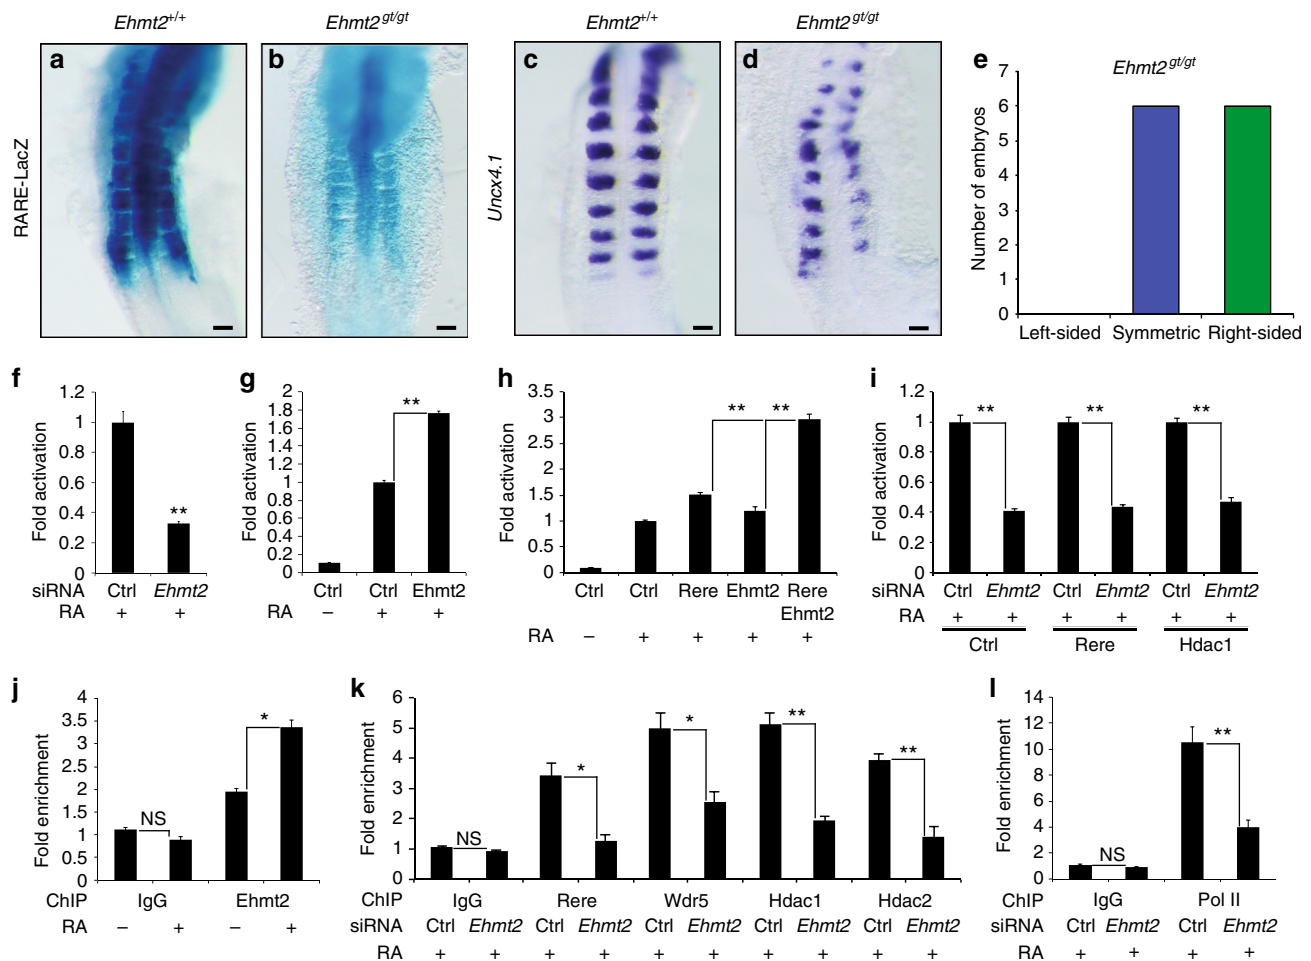 Ehmt2+/+
Ehmt2gt/gt
Ehmt2+/+
Ehmt2gt/gt
a
b
c
d
RARE-LacZ
Uncx4.1
e
Ehmt2gt/gt
Number of embryos
7
6
5
4
3
2
1
0
Left-sided Symmetric Right-sided
f
Fold activation
1.2
1
0.8
0.6
0.4
0.2
0
**
siRNA Ctrl Ehmt2
RA + +
g
Fold activation
2
1.8
1.6
1.4
1.2
1
0.8
0.6
0.4
0.2
0
**
Ctrl Ctrl Ehmt2
RA – + +
h
Fold activation
3.5
3
2.5
2
1.5
1
0.5
0
** **
Ctrl Ctrl Rere Ehmt2 Rere
Ehmt2
RA – + + + +
i
Fold activation
1.2
1
0.8
0.6
0.4
0.2
0
** ** **
siRNA Ctrl Ehmt2 Ctrl Ehmt2 Ctrl Ehmt2
RA + + + + + +
Ctrl Rere Hdac1
j
Fold enrichment
4
3.5
3
2.5
2
1.5
1
0.5
0
NS *
ChIP IgG Ehmt2
RA – + – +
k
Fold enrichment
6
5
4
3
2
1
0
NS * * ** **
ChIP IgG Rere Wdr5 Hdac1 Hdac2
siRNA Ctrl Ehmt2 Ctrl Ehmt2 Ctrl Ehmt2 Ctrl Ehmt2 Ctrl Ehmt2
RA + + + + + + + + + +
l
Fold enrichment
14
12
10
8
6
4
2
0
NS **
ChIP IgG Pol II
siRNA Ctrl Ehmt2 Ctrl Ehmt2
RA + + + +